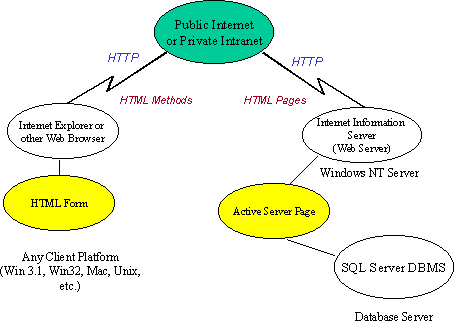 Public Internet
or Private Intranet
HTTP
HTTP
HTML Methods
HTML Pages
Internet Explorer or
other Web Browser
Internet Information
Server
(Web Server)
Windows NT Server
HTML Form
Active Server Page
Any Client Platform
(Win 3.1, Win32, Mac, Unix,
etc.)
SQL Server DBMS
Database Server